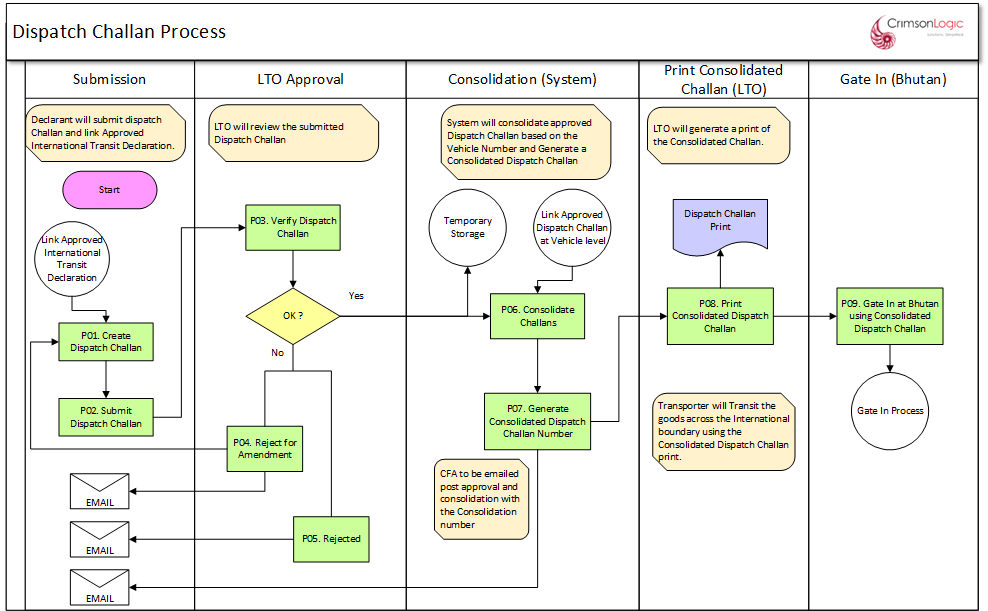 Dispatch Challan Process
CrimsonLogic
Solutions. Simplified.
Submission
LTO Approval
Consolidation (System)
Print Consolidated
Challan (LTO)
Gate In (Bhutan)
Declarant will submit dispatch
Challan and link Approved
International Transit Declaration.
LTO will review the submitted
Dispatch Challan
System will consolidate approved
Dispatch Challan based on the
Vehicle Number and Generate a
Consolidated Dispatch Challan
LTO will generate a print of
the Consolidated Challan.
Start
Link Approved
International
Transit
Declaration
P01. Create
Dispatch Challan
P02. Submit
Dispatch Challan
P03. Verify Dispatch
Challan
OK ?
Yes
No
P04. Reject for
Amendment
P05. Rejected
EMAIL
EMAIL
EMAIL
Temporary
Storage
Link Approved
Dispatch Challan
at Vehicle level
P06. Consolidate
Challans
P07. Generate
Consolidated Dispatch
Challan Number
CFA to be emailed
post approval and
consolidation with
the Consolidation
number
Dispatch Challan
Print
P08. Print
Consolidated Dispatch
Challan
Transporter will Transit the
goods across the International
boundary using the
Consolidated Dispatch Challan
print.
P09. Gate In at Bhutan
using Consolidated
Dispatch Challan
Gate In Process